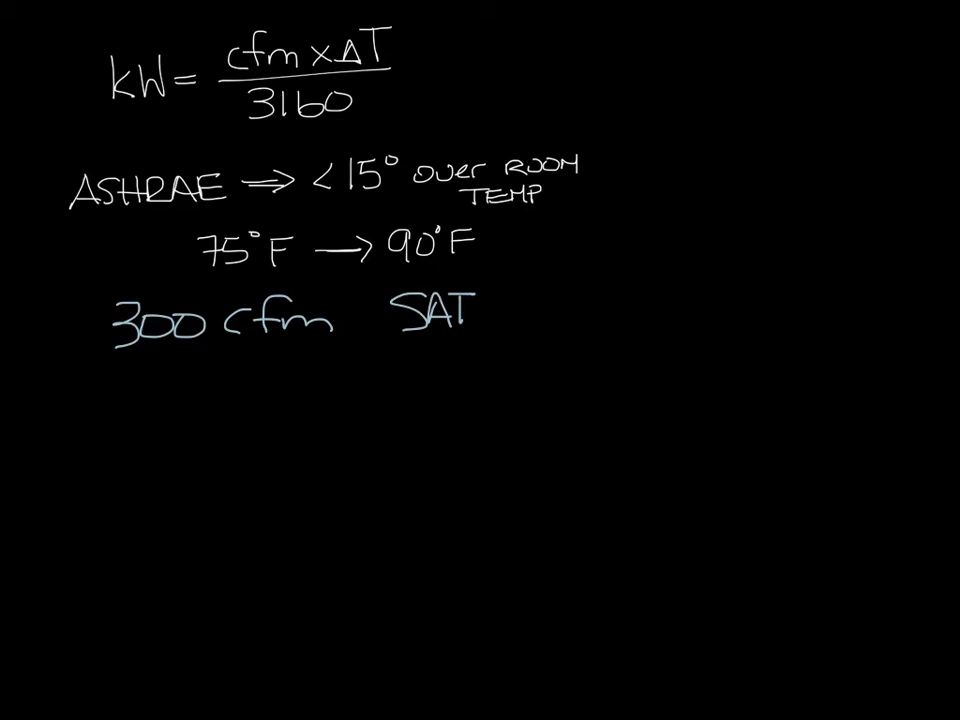 kW = cfm x ΔT
3160
ASHRAE ⇒ < 15° over ROOM
TEMP
75°F → 90°F
300 cfm SAT